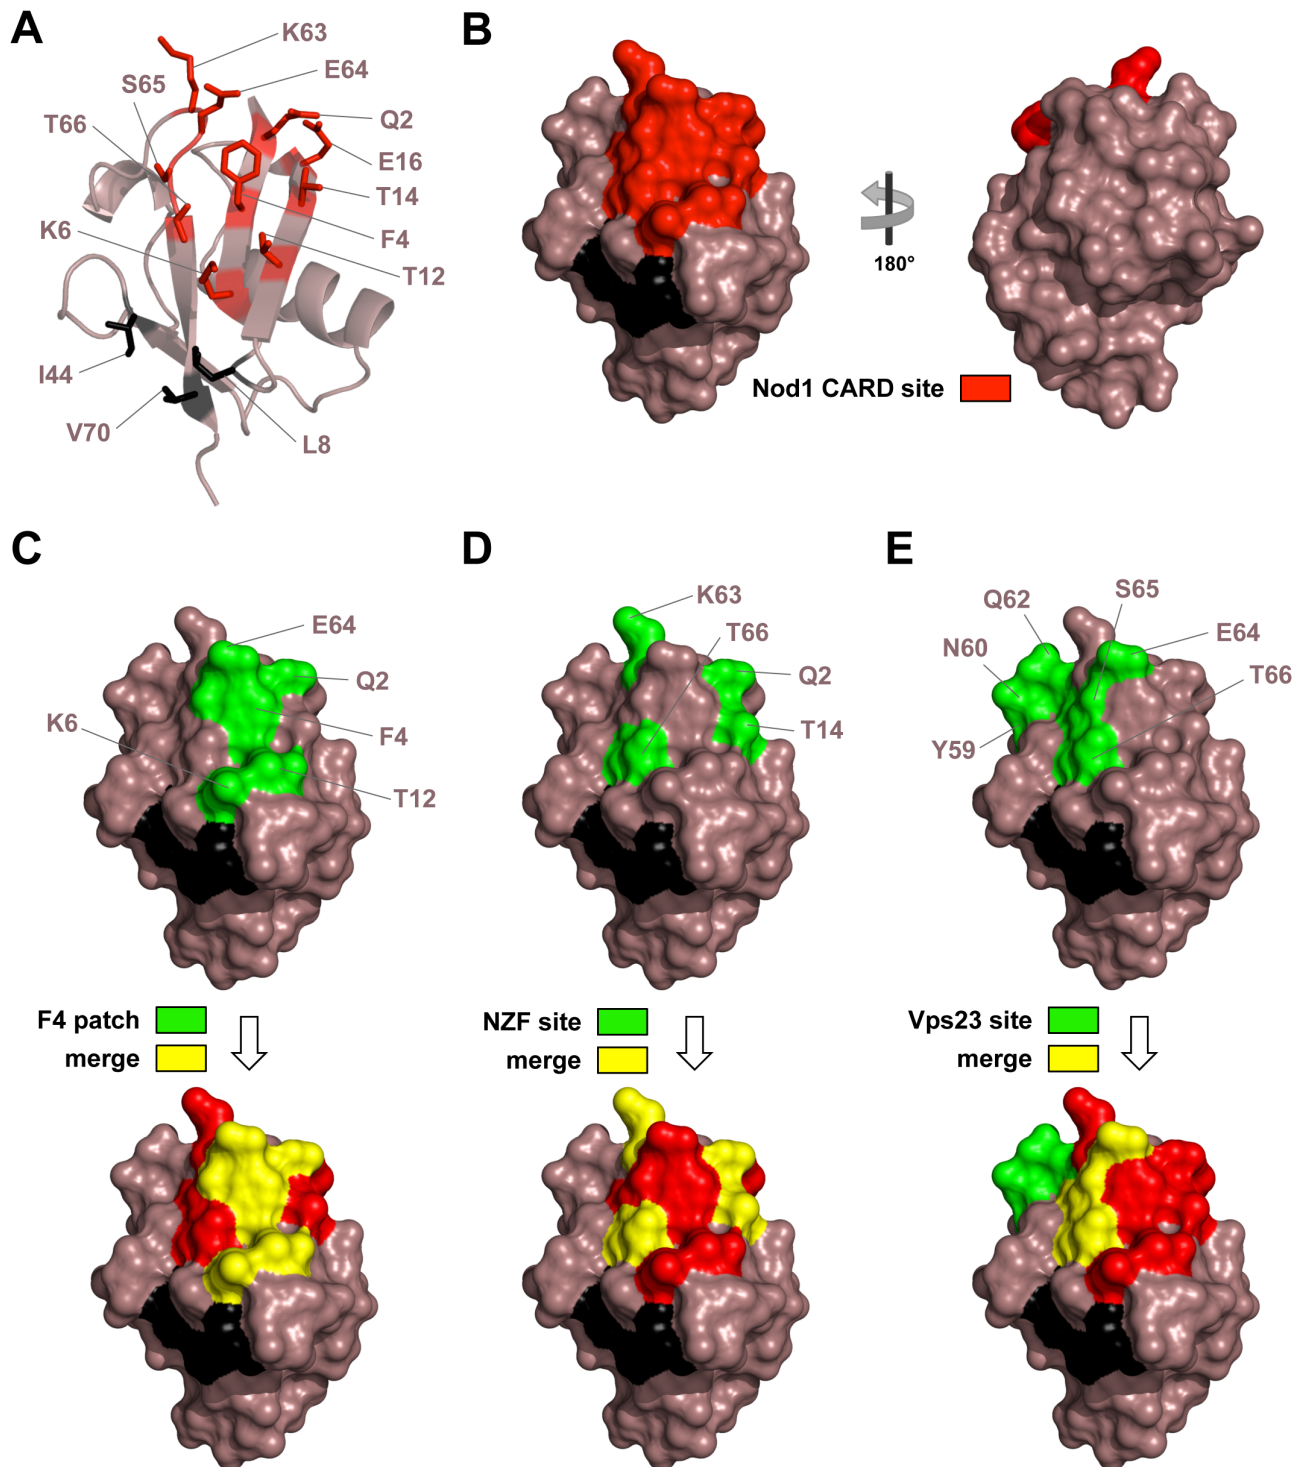 A
K63
E64
S65
T66
Q2
E16
T14
K6
F4
T12
I44
V70
L8
B
180°
Nod1 CARD site
C
E64
Q2
K6
F4
T12
F4 patch
merge
D
K63
T66
Q2
T14
NZF site
merge
E
S65
Q62
E64
N60
T66
Y59
Vps23 site
merge